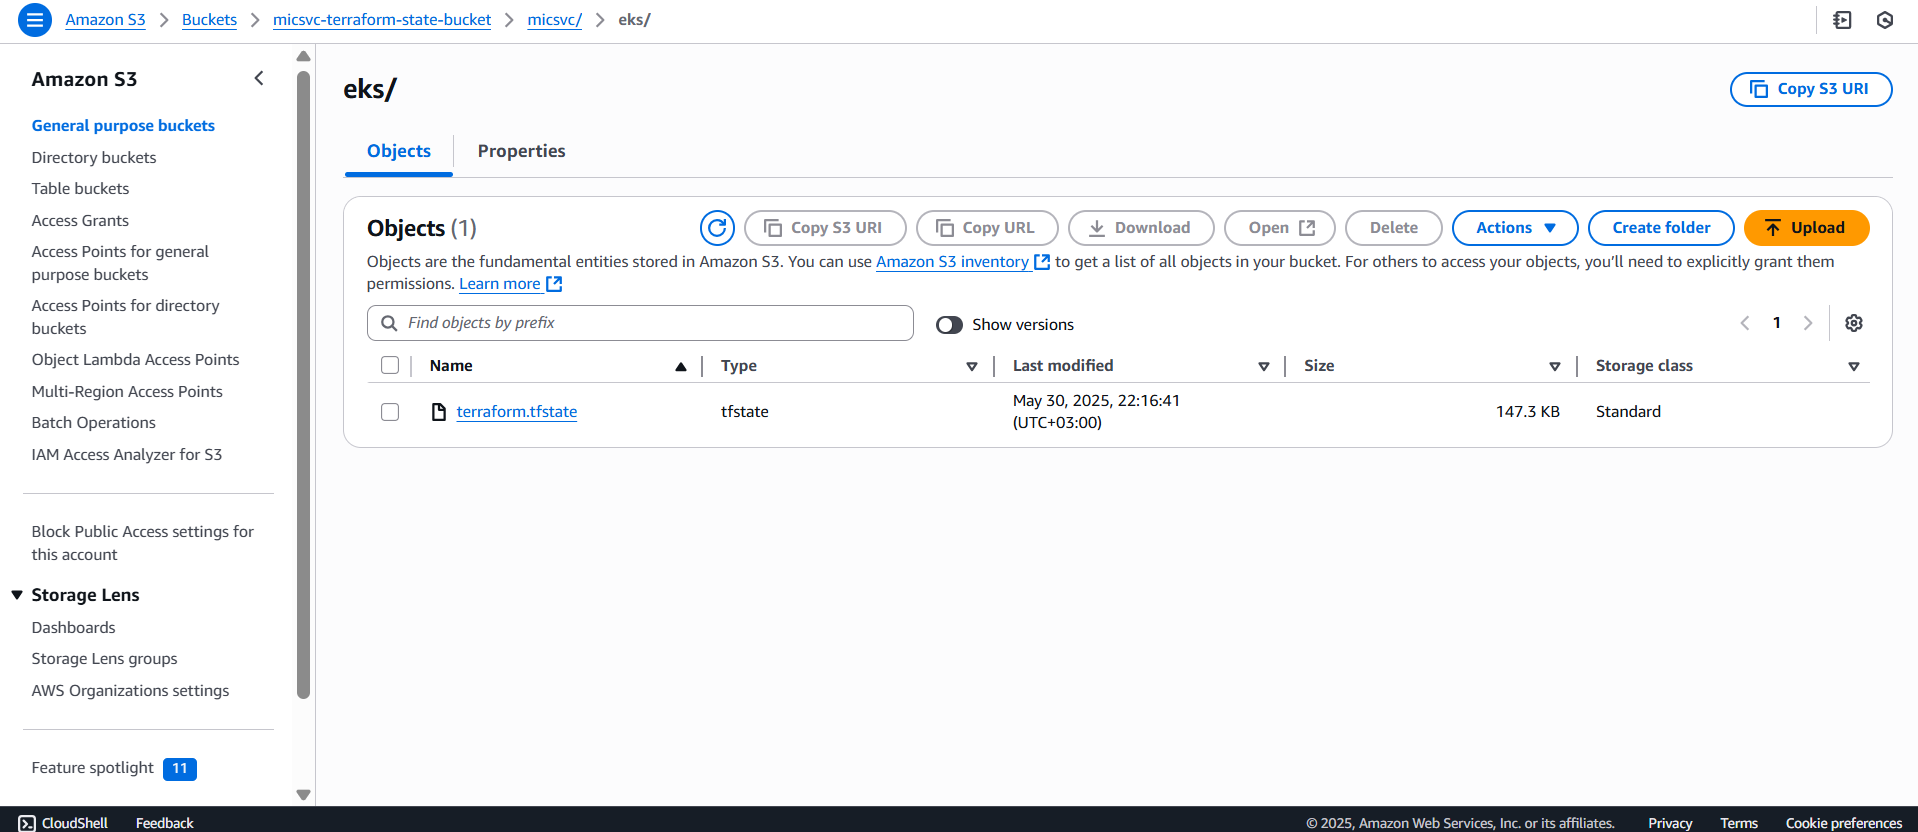 Amazon S3 > Buckets > micsvc-terraform-state-bucket > micsvc/ > eks/
Amazon S3
General purpose buckets
Directory buckets
Table buckets
Access Grants
Access Points for general
purpose buckets
Access Points for directory
buckets
Object Lambda Access Points
Multi-Region Access Points
Batch Operations
IAM Access Analyzer for S3
Block Public Access settings for
this account
Storage Lens
Dashboards
Storage Lens groups
AWS Organizations settings
Feature spotlight 11
eks/
Copy S3 URI
Objects Properties
Objects (1)
Copy S3 URI Copy URL Download Open Delete Actions Create folder Upload
Objects are the fundamental entities stored in Amazon S3. You can use Amazon S3 inventory to get a list of all objects in your bucket. For others to access your objects, you’ll need to explicitly grant them
permissions. Learn more
Find objects by prefix Show versions 1
Name Type Last modified Size Storage class
terraform.tfstate tfstate May 30, 2025, 22:16:41 147.3 KB Standard
(UTC+03:00)
CloudShell Feedback © 2025, Amazon Web Services, Inc. or its affiliates. Privacy Terms Cookie preferences